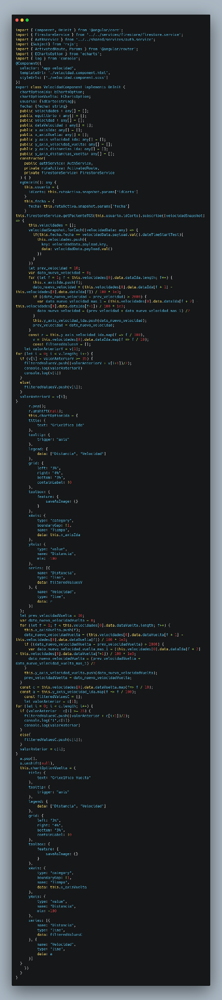 import { Component, OnInit } from '@angular/core';
import { FirestoreService } from '../../services/firestore/firestore.service';
import { AuthService } from '../../shared/services/auth.service';
import {Subject} from 'rxjs';
import { ActivatedRoute, Params } from '@angular/router';
import { EChartsOption } from 'echarts';
import { log } from 'console';
@Component({
  selector: 'app-velocidad',
  templateUrl: './velocidad.component.html',
  styleUrls: ['./velocidad.component.scss']
})
export class VelocidadComponent implements OnInit {
  chartOptionIda: EChartsOption;
  chartOptionVuelta: EChartsOption;
  usuario: {idCorto:string};
  fecha: {fecha: string}
  public velocidades : any[] = [];
  public equilibrio : any[] = [];
  public velocidad : any[] = [];
  public dataVelocidad : any[] = [];
  public x_axisIda: any[] = [];
  public x_axisVuelta: any[] = [];
  public y_axis_velocidad_ida: any[] = [];
  public y_axis_velocidad_vuelta: any[] = [];
  public y_axis_distancias_ida: any[] = [];
  public y_axis_distancias_vuelta: any[] = [];
  constructor(
    public authService: AuthService,
    private rutaActiva: ActivatedRoute,
    private firestoreService: FirestoreService
  ) { }
  ngOnInit(): any {
    this.usuario = {
      idCorto: this.rutaActiva.snapshot.params['idCorto']
    }
    this.fecha = {
      fecha: this.rutaActiva.snapshot.params['fecha']
    }
this.firestoreService.getPacienteTGS(this.usuario.idCorto).subscribe((velocidadSnapshot)
=> {
      this.velocidades = [];
      velocidadSnapshot.forEach((velocidadData: any) => {
        if(this.fecha.fecha == velocidadData.payload.val().dateTimeStartTest){
          this.velocidades.push({
            key: velocidadData.payload.key,
            data: velocidadData.payload.val()
          })
        }
      })
      let prev_velocidad = 10;
      var dato_nuevo_velocidad = 0;
      for (let f = 1; f < this.velocidades[0].data.dataIda.length; f++) {
        this.x_axisIda.push(f);
        dato_nuevo_velocidad = (this.velocidades[0].data.dataIda[f + 1] -
this.velocidades[0].data.dataIda[f]) / 100 * 1e3;
        if ((dato_nuevo_velocidad - prev_velocidad) > 2000) {
          var dato_nuevo_velocidad_mas_1 = (this.velocidades[0].data.dataIda[f + 2] -
this.velocidades[0].data.dataIda[f+1]) / 100 * 1e3;
          dato_nuevo_velocidad = (prev_velocidad + dato_nuevo_velocidad_mas_1) /2
        }
        this.y_axis_velocidad_ida.push(dato_nuevo_velocidad);
        prev_velocidad = dato_nuevo_velocidad;
      }
      const r = this.y_axis_velocidad_ida.map(f => f / 100),
        v = this.velocidades[0].data.dataIda.map(f => f / 10);
        const filteredValuesV = [];
    let valorAnteriorV = v[1];
for (let i = 0; i < v.length; i++) {
  if (v[i] - valorAnteriorV >= 35) {
    filteredValuesV.push((valorAnteriorV + v[i+1])/2);
    console.log(valorAnteriorV)
    console.log(v[i])
  }
  else{
    filteredValuesV.push(v[i]);
  }
  valorAnteriorV = v[i];
}
      r.pop();
      r.unshift(null);
      this.chartOptionIda = {
      title: {
          text: "Gr\xe1fico Ida"
      },
      tooltip: {
          trigger: "axis"
      },
      legend: {
          data: ["Distancia", "Velocidad"]
      },
      grid: {
          left: "3%",
          right: "4%",
          bottom: "3%",
          containLabel: !0
      },
      toolbox: {
          feature: {
              saveAsImage: {}
          }
      },
      xAxis: {
          type: "category",
          boundaryGap: !1,
          name: "Tiempo",
          data: this.x_axisIda
      },
      yAxis: {
          type: "value",
          name: "Distancia",
          min: -100
      },
      series: [{
          name: "Distancia",
          type: "line",
          data: filteredValuesV
      }, {
          name: "Velocidad",
          type: "line",
          data: r
      }]
  };
  let prev_velocidadVuelta = 10;
  var dato_nuevo_velocidadVuelta = 0;
  for (let f = 1; f < this.velocidades[0].data.dataVuelta.length; f++) {
    this.x_axisVuelta.push(f);
    dato_nuevo_velocidadVuelta = (this.velocidades[0].data.dataVuelta[f + 1] -
this.velocidades[0].data.dataVuelta[f]) / 100 * 1e3;
    if ((dato_nuevo_velocidadVuelta - prev_velocidadVuelta) > 2000) {
      var dato_nuevo_velocidad_vuelta_mas_1 = (this.velocidades[0].data.dataIda[f + 2]
- this.velocidades[0].data.dataVuelta[f+1]) / 100 * 1e3;
      dato_nuevo_velocidadVuelta = (prev_velocidadVuelta +
dato_nuevo_velocidad_vuelta_mas_1) /2
    }
    this.y_axis_velocidad_vuelta.push(dato_nuevo_velocidadVuelta);
    prev_velocidadVuelta = dato_nuevo_velocidadVuelta;
  }
  const c = this.velocidades[0].data.dataVuelta.map(f=> f / 10);
  const a = this.y_axis_velocidad_ida.map(f => f / 100);
    const filteredValuesC = [];
    let valorAnterior = c[1];
for (let i = 0; i < c.length; i++) {
  if (valorAnterior - c[i] >= 35) {
    filteredValuesC.push((valorAnterior + c[i+1])/2);
    console.log("1",c[i])
    console.log(valorAnterior)
  }
  else{
    filteredValuesC.push(c[i]);
  }
  valorAnterior = c[i];
}
  a.pop(),
  a.unshift(null),
  this.chartOptionVuelta = {
      title: {
          text: "Gr\xe1fico Vuelta"
      },
      tooltip: {
          trigger: "axis"
      },
      legend: {
          data: ["Distancia", "Velocidad"]
      },
      grid: {
          left: "3%",
          right: "4%",
          bottom: "3%",
          containLabel: !0
      },
      toolbox: {
          feature: {
              saveAsImage: {}
          }
      },
      xAxis: {
          type: "category",
          boundaryGap: !1,
          name: "Tiempo",
          data: this.x_axisVuelta
      },
      yAxis: {
          type: "value",
          name: "Distancia",
          min: -100
      },
      series: [{
          name: "Distancia",
          type: "line",
          data: filteredValuesC
      }, {
          name: "Velocidad",
          type: "line",
          data: a
      }]
  }
    })
  }
}